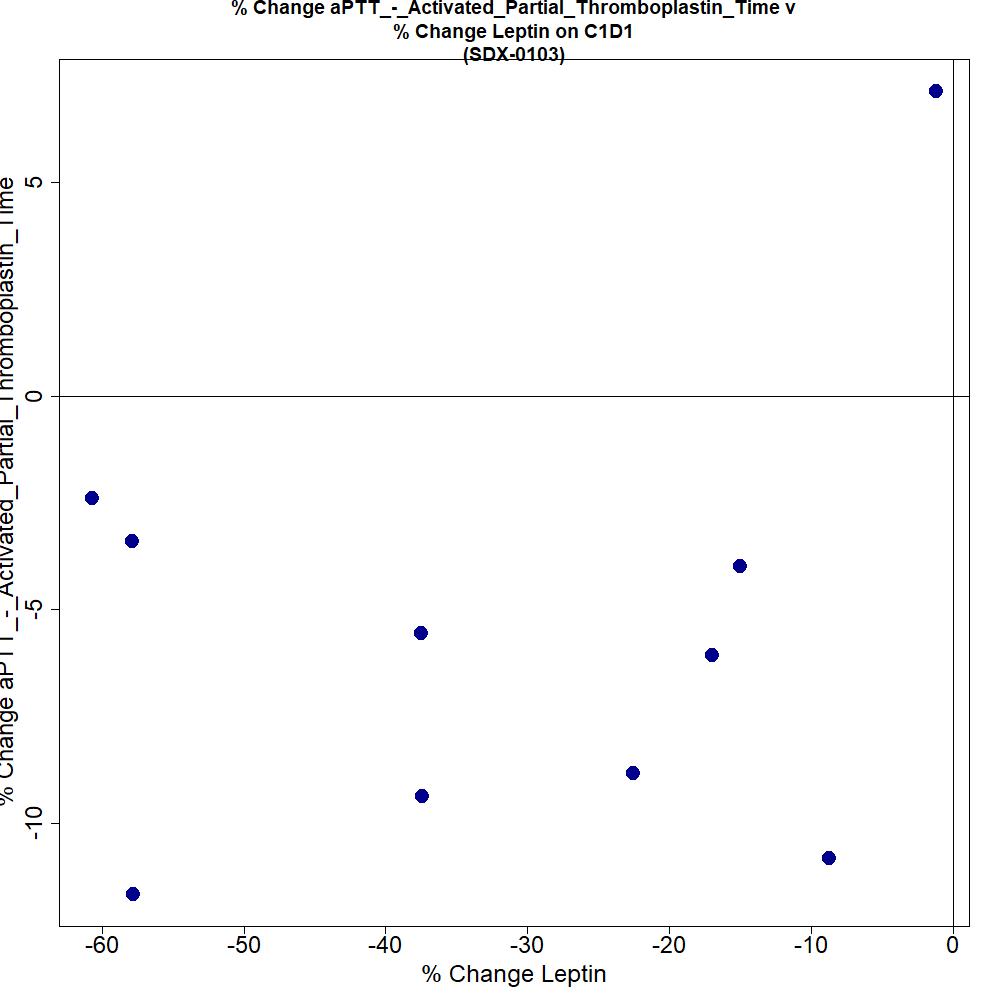 % Change aPTT_-_Activated_Partial_Thromboplastin_Time v
% Change Leptin on C1D1
(SDX-0103)
% Change aPTT_-_Activated_Partial_Thromboplastin_Time
5
0
-5
-10
-60 -50 -40 -30 -20 -10 0
% Change Leptin